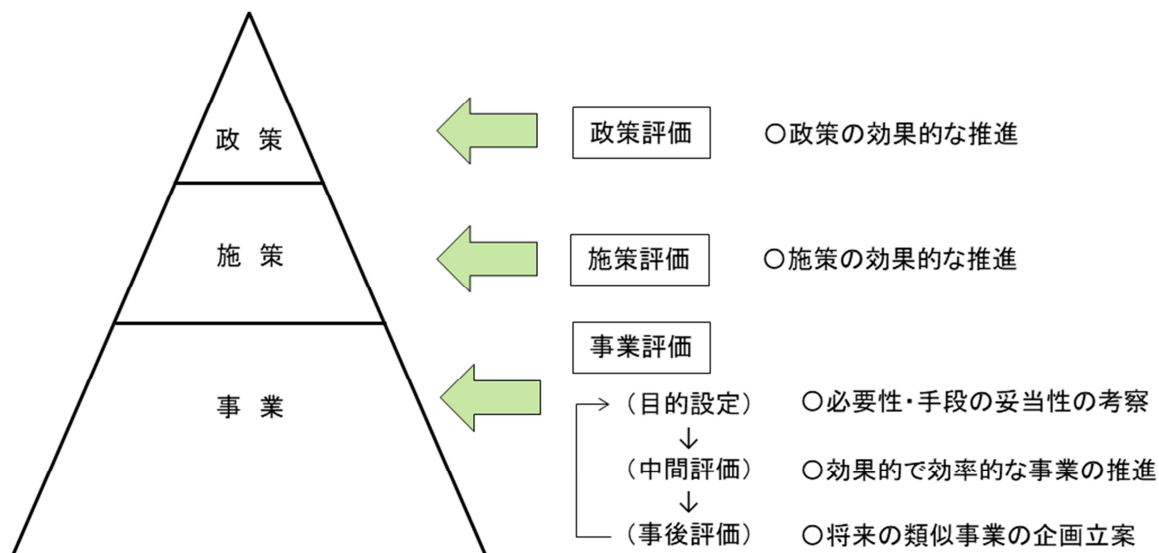 政 策
政策評価
○政策の効果的な推進
施 策
施策評価
○施策の効果的な推進
事 業
事業評価
（目的設定）
○必要性・手段の妥当性の考察
（中間評価）
○効果的で効率的な事業の推進
（事後評価）
○将来の類似事業の企画立案